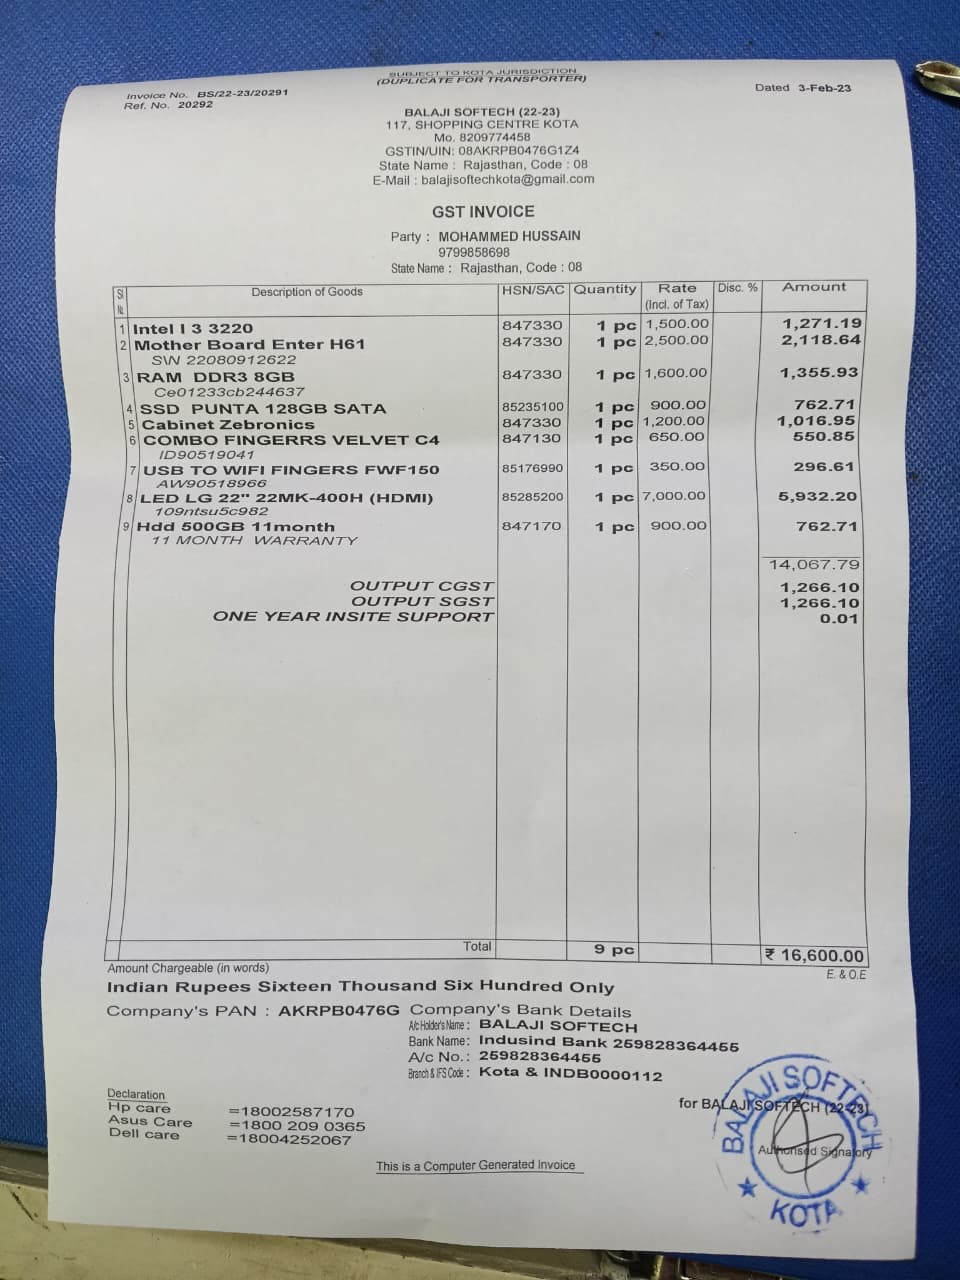 SUBJECT TO KOTA JURISDICTION
(DUPLICATE FOR TRANSPORTER)
Invoice No. BS/22-23/20291
Ref. No. 20292
Dated 3-Feb-23
BALAJI SOFTECH (22-23)
117, SHOPPING CENTRE KOTA
Mo. 8209774458
GSTIN/UIN: 08AKRPB0476G1Z4
State Name : Rajasthan, Code : 08
E-Mail : balajisoftechkota@gmail.com
GST INVOICE
Party : MOHAMMED HUSSAIN
9799858698
State Name : Rajasthan, Code : 08
Sl Description of Goods HSN/SAC Quantity Rate Disc. % Amount
No. (Incl. of Tax)
1 Intel I 3 3220 847330 1 pc 1,500.00 1,271.19
2 Mother Board Enter H61 847330 1 pc 2,500.00 2,118.64
SW 22080912622
3 RAM DDR3 8GB 847330 1 pc 1,600.00 1,355.93
Ce01233cb244637
4 SSD PUNTA 128GB SATA 85235100 1 pc 900.00 762.71
5 Cabinet Zebronics 847330 1 pc 1,200.00 1,016.95
6 COMBO FINGERRS VELVET C4 847130 1 pc 650.00 550.85
ID90519041
7 USB TO WIFI FINGERS FWF150 85176990 1 pc 350.00 296.61
AW90518966
8 LED LG 22" 22MK-400H (HDMI) 85285200 1 pc 7,000.00 5,932.20
109ntsu5c982
9 Hdd 500GB 11month 847170 1 pc 900.00 762.71
11 MONTH WARRANTY
14,067.79
OUTPUT CGST 1,266.10
OUTPUT SGST 1,266.10
ONE YEAR INSITE SUPPORT 0.01
Total 9 pc ₹ 16,600.00
Amount Chargeable (in words) E. & O.E
Indian Rupees Sixteen Thousand Six Hundred Only
Company's PAN : AKRPB0476G Company's Bank Details
A/c Holder's Name : BALAJI SOFTECH
Bank Name: Indusind Bank 259828364455
A/c No.: 259828364455
Branch & IFS Code : Kota & INDB0000112
Declaration
Hp care =18002587170
Asus Care =1800 209 0365
Dell care =18004252067
for BALAJI SOFTECH (22-23)
Authorised Signatory
BALAJI SOFTECH
KOTA
This is a Computer Generated Invoice